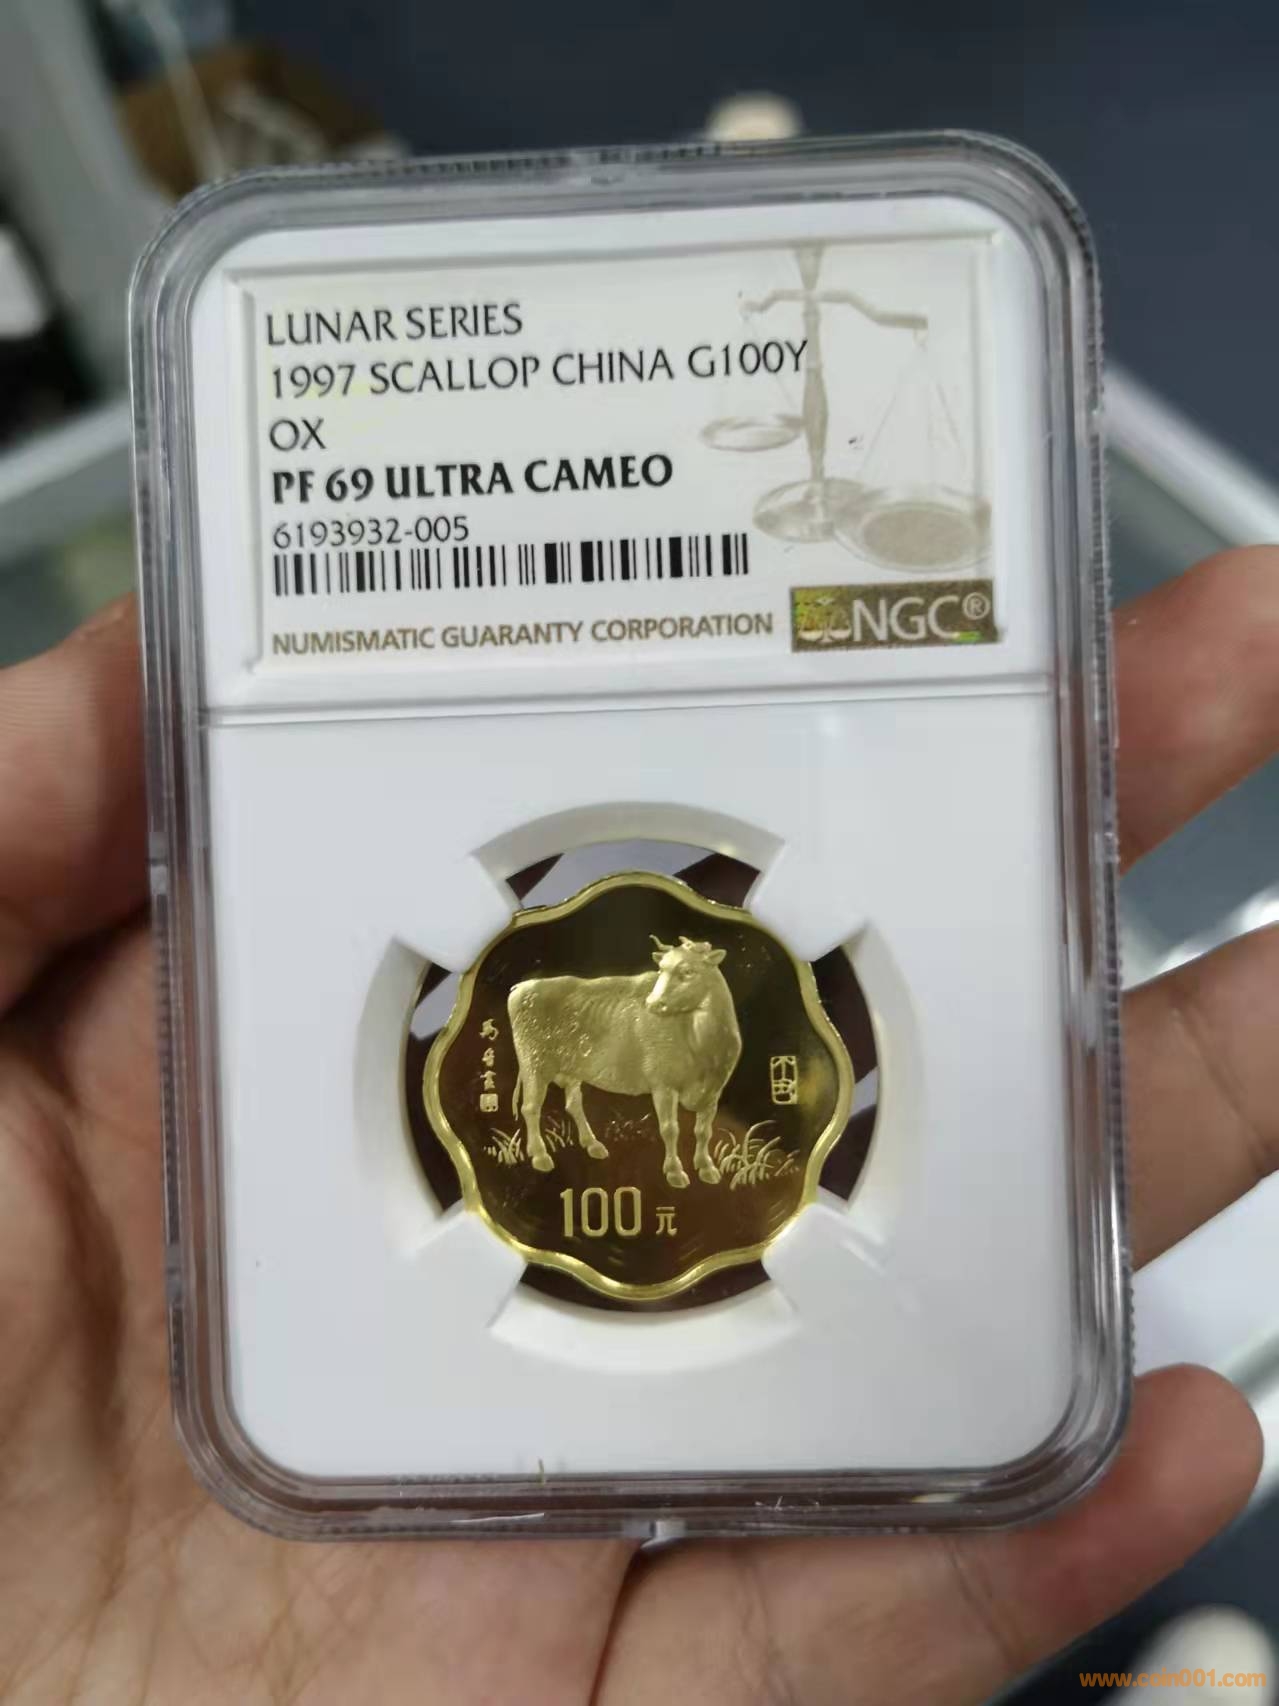 LUNAR SERIES
1997 SCALLOP CHINA G100Y
OX
PF 69 ULTRA CAMEO
6193932-005
NUMISMATIC GUARANTY CORPORATION
NGC®
100元
www.coin001.com